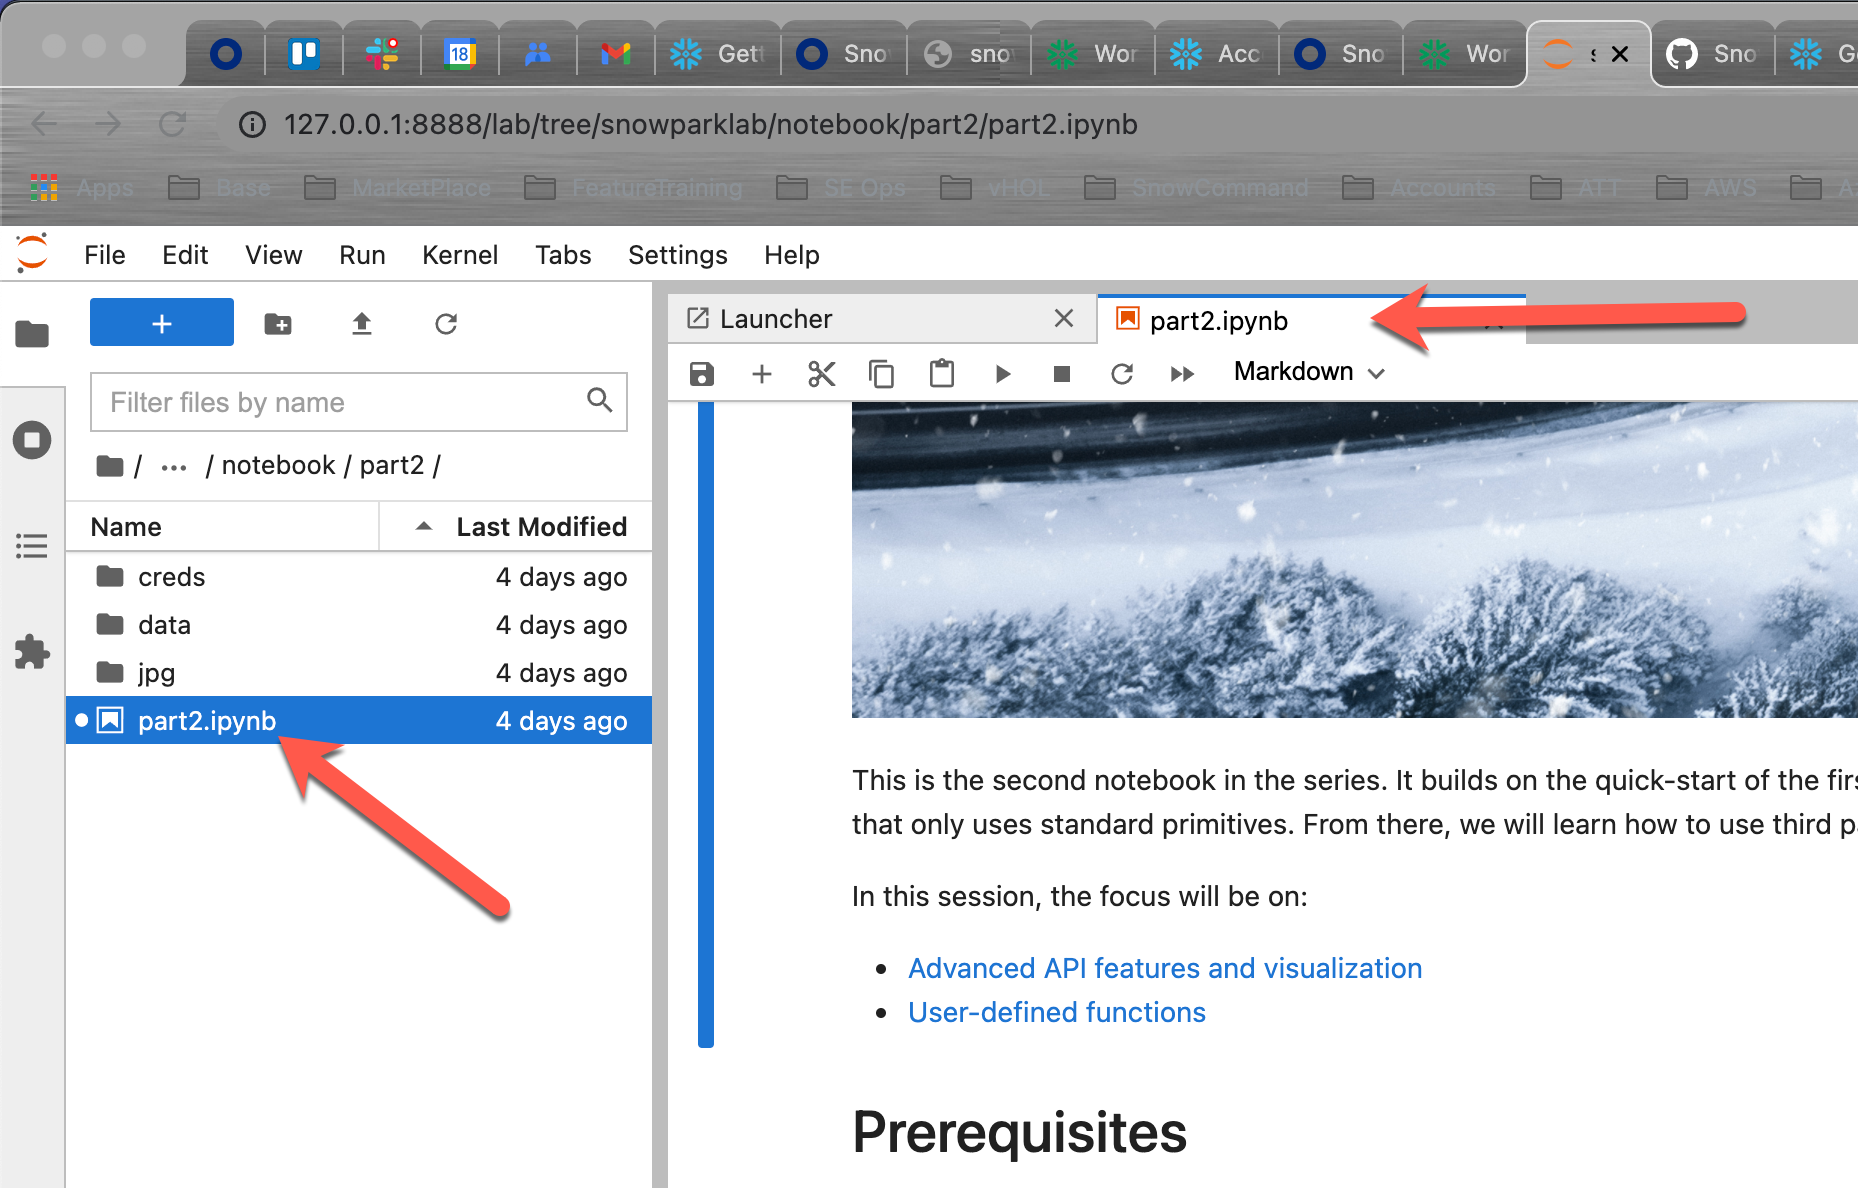 18
Gett
Sno
sno
Wor
Acc
Sno
Wor
s
Sno
G
127.0.0.1:8888/lab/tree/snowparklab/notebook/part2/part2.ipynb
Apps
Base
MarketPlace
FeatureTraining
SE Ops
vHOL
SnowCommand
Accounts
ATT
AWS
File
Edit
View
Run
Kernel
Tabs
Settings
Help
Filter files by name
/ ... / notebook / part2 /
Name
Last Modified
creds
4 days ago
data
4 days ago
jpg
4 days ago
part2.ipynb
4 days ago
Launcher
part2.ipynb
Markdown
This is the second notebook in the series. It builds on the quick-start of the firs
that only uses standard primitives. From there, we will learn how to use third pa
In this session, the focus will be on:
• Advanced API features and visualization
• User-defined functions
Prerequisites